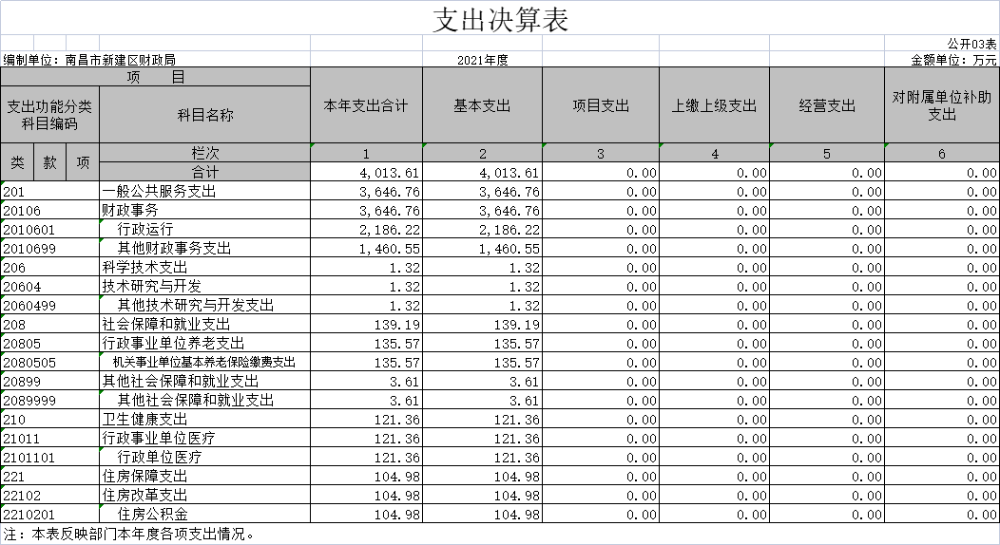 支出决算表
公开03表
编制单位：南昌市新建区财政局 2021年度 金额单位：万元
项 目 本年支出合计 基本支出 项目支出 上缴上级支出 经营支出 对附属单位补助支出
支出功能分类科目编码 科目名称
类 款 项 栏次 1 2 3 4 5 6
合计 4,013.61 4,013.61 0.00 0.00 0.00 0.00
201 一般公共服务支出 3,646.76 3,646.76 0.00 0.00 0.00 0.00
20106 财政事务 3,646.76 3,646.76 0.00 0.00 0.00 0.00
2010601 行政运行 2,186.22 2,186.22 0.00 0.00 0.00 0.00
2010699 其他财政事务支出 1,460.55 1,460.55 0.00 0.00 0.00 0.00
206 科学技术支出 1.32 1.32 0.00 0.00 0.00 0.00
20604 技术研究与开发 1.32 1.32 0.00 0.00 0.00 0.00
2060499 其他技术研究与开发支出 1.32 1.32 0.00 0.00 0.00 0.00
208 社会保障和就业支出 139.19 139.19 0.00 0.00 0.00 0.00
20805 行政事业单位养老支出 135.57 135.57 0.00 0.00 0.00 0.00
2080505 机关事业单位基本养老保险缴费支出 135.57 135.57 0.00 0.00 0.00 0.00
20899 其他社会保障和就业支出 3.61 3.61 0.00 0.00 0.00 0.00
2089999 其他社会保障和就业支出 3.61 3.61 0.00 0.00 0.00 0.00
210 卫生健康支出 121.36 121.36 0.00 0.00 0.00 0.00
21011 行政事业单位医疗 121.36 121.36 0.00 0.00 0.00 0.00
2101101 行政单位医疗 121.36 121.36 0.00 0.00 0.00 0.00
221 住房保障支出 104.98 104.98 0.00 0.00 0.00 0.00
22102 住房改革支出 104.98 104.98 0.00 0.00 0.00 0.00
2210201 住房公积金 104.98 104.98 0.00 0.00 0.00 0.00
注：本表反映部门本年度各项支出情况。